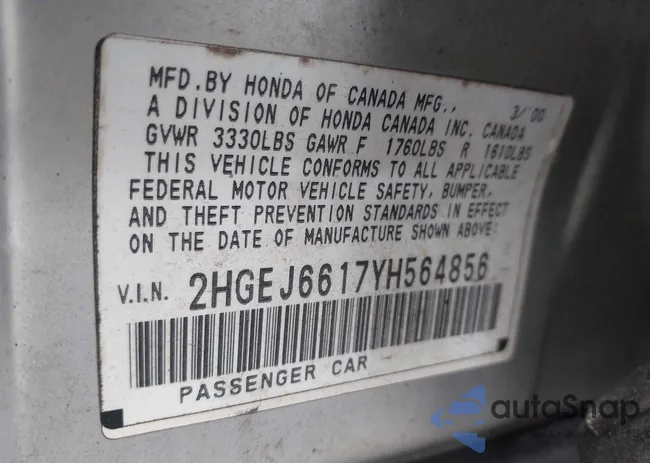 MFD.BY HONDA OF CANADA MFG., 3/'00
A DIVISION OF HONDA CANADA INC. CANADA
GVWR 3330LBS GAWR F 1760LBS R 1610LBS
THIS VEHICLE CONFORMS TO ALL APPLICABLE
FEDERAL MOTOR VEHICLE SAFETY, BUMPER,
AND THEFT PREVENTION STANDARDS IN EFFECT
ON THE DATE OF MANUFACTURE SHOWN ABOVE:
V.I.N. 2HGEJ6617YH564856
PASSENGER CAR
autoSnap